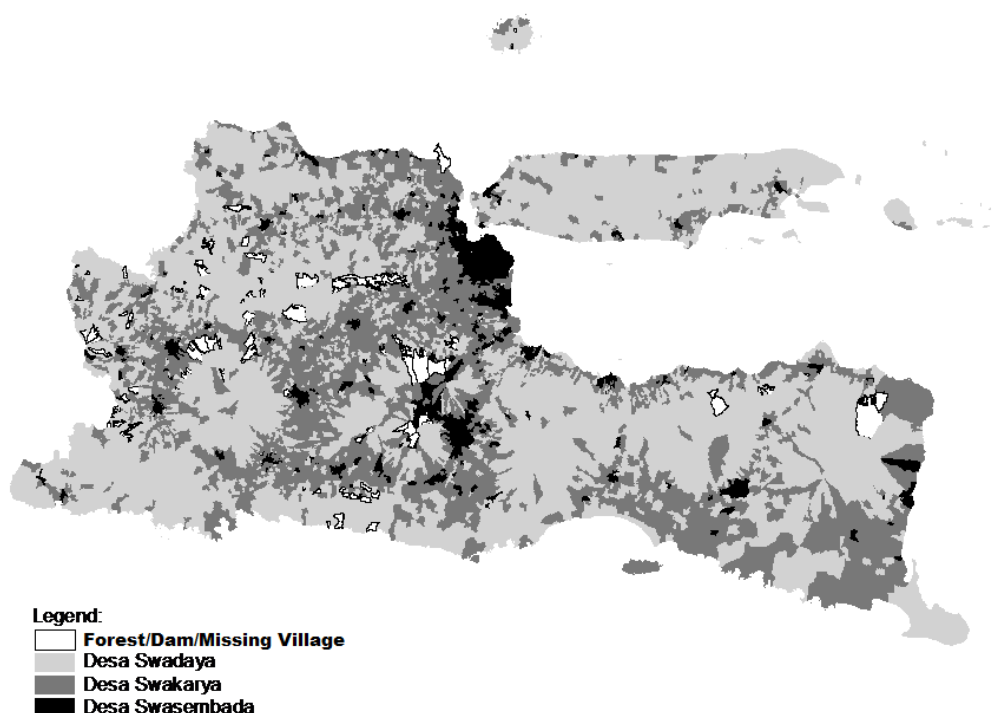 Legend:
Forest/Dam/Missing Village
Desa Swadaya
Desa Swakarya
Desa Swasembada